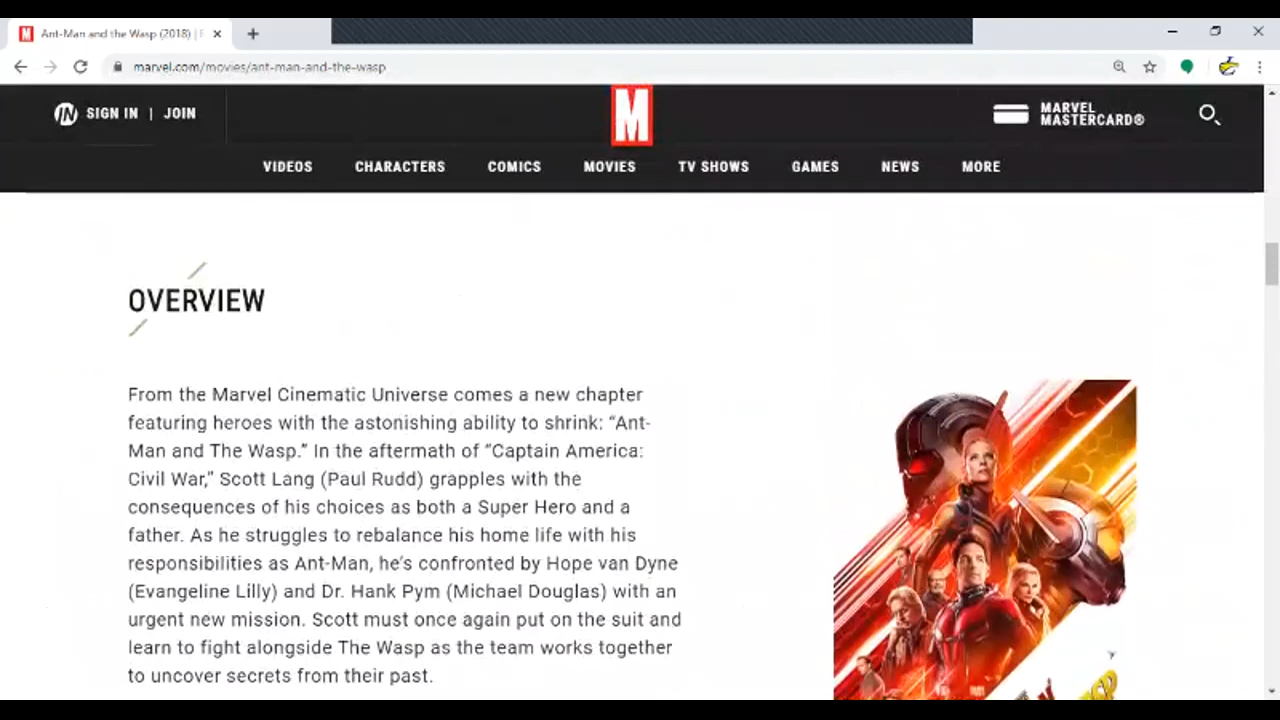 Ant-Man and the Wasp (2018) |
marvel.com/movies/ant-man-and-the-wasp
IN SIGN IN | JOIN
M
MARVEL
MASTERCARD®
VIDEOS CHARACTERS COMICS MOVIES TV SHOWS GAMES NEWS MORE
OVERVIEW
From the Marvel Cinematic Universe comes a new chapter
featuring heroes with the astonishing ability to shrink: “Ant-
Man and The Wasp.” In the aftermath of “Captain America:
Civil War,” Scott Lang (Paul Rudd) grapples with the
consequences of his choices as both a Super Hero and a
father. As he struggles to rebalance his home life with his
responsibilities as Ant-Man, he’s confronted by Hope van Dyne
(Evangeline Lilly) and Dr. Hank Pym (Michael Douglas) with an
urgent new mission. Scott must once again put on the suit and
learn to fight alongside The Wasp as the team works together
to uncover secrets from their past.